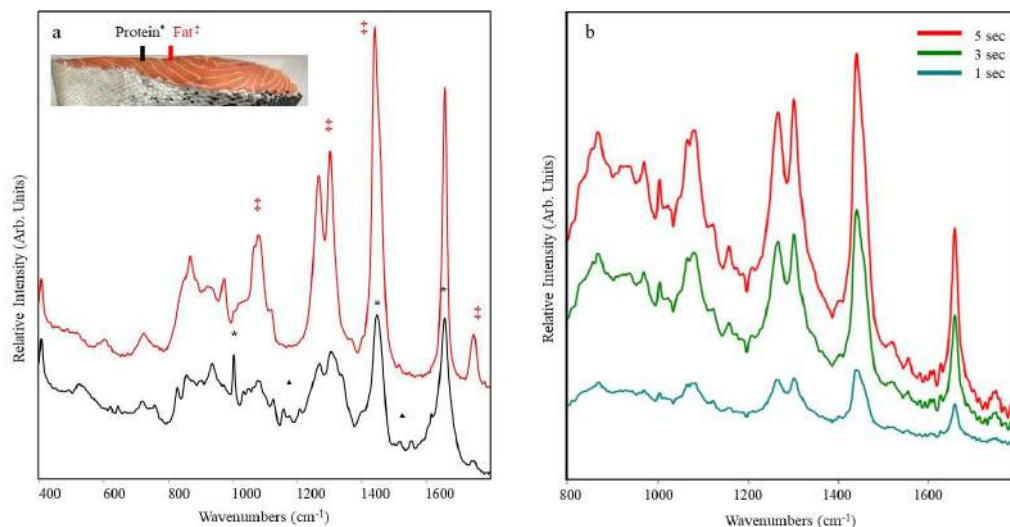 a
Protein* Fat‡
‡
‡
‡
‡
*
=
*
▲
▲
Relative Intensity (Arb. Units)
400 600 800 1000 1200 1400 1600
Wavenumbers (cm⁻¹)
b
5 sec
3 sec
1 sec
Relative Intensity (Arb. Units)
800 1000 1200 1400 1600
Wavenumbers (cm⁻¹)